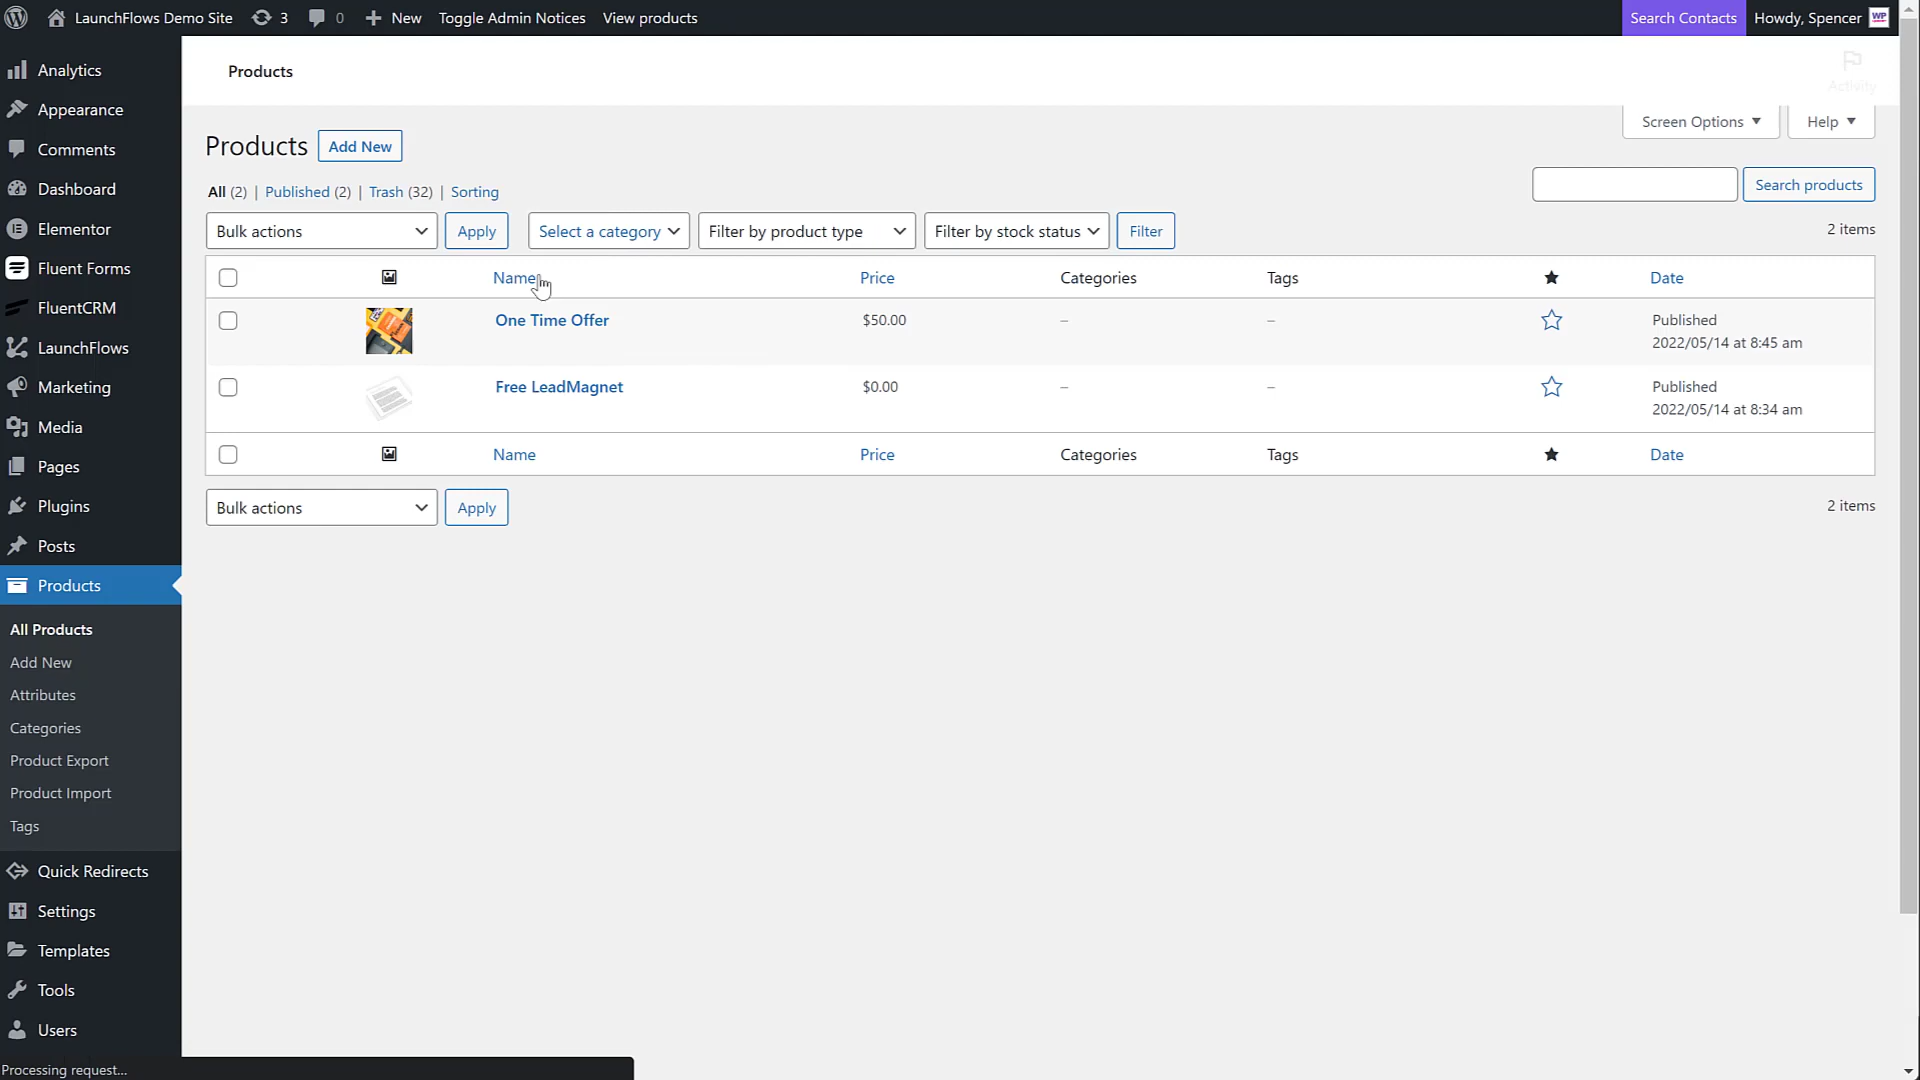 LaunchFlows Demo Site 3 0 New Toggle Admin Notices View products Search Contacts Howdy, Spencer WP
Analytics
Appearance
Comments
Dashboard
Elementor
Fluent Forms
FluentCRM
LaunchFlows
Marketing
Media
Pages
Plugins
Posts
Products
All Products
Add New
Attributes
Categories
Product Export
Product Import
Tags
Quick Redirects
Settings
Templates
Tools
Users
Processing request...
Products
Activity
Screen Options Help
Products Add New
All (2) | Published (2) | Trash (32) | Sorting
Search products
Bulk actions Apply Select a category Filter by product type Filter by stock status Filter
2 items
Name Price Categories Tags Date
One Time Offer $50.00 – – Published
2022/05/14 at 8:45 am
Free LeadMagnet $0.00 – – Published
2022/05/14 at 8:34 am
Name Price Categories Tags Date
Bulk actions Apply 2 items